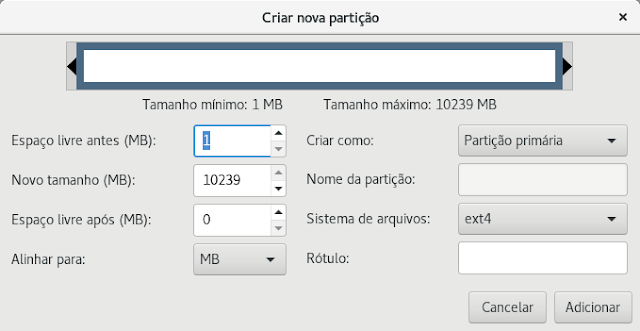 Criar nova partição
Tamanho mínimo: 1 MB Tamanho máximo: 10239 MB
Espaço livre antes (MB): 1 Criar como: Partição primária
Novo tamanho (MB): 10239 Nome da partição:
Espaço livre após (MB): 0 Sistema de arquivos: ext4
Alinhar para: MB Rótulo:
Cancelar Adicionar